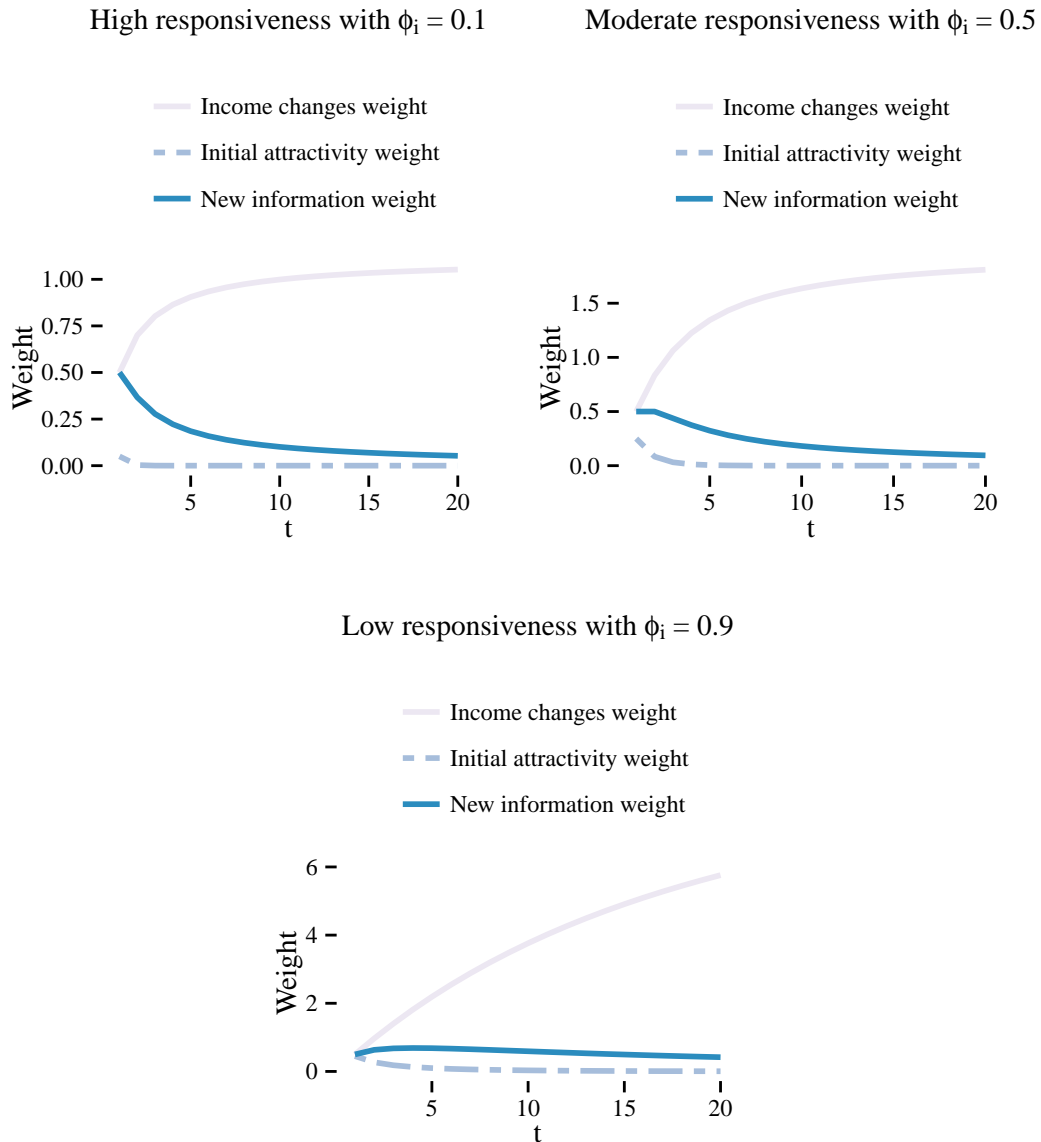 High responsiveness with ϕi = 0.1
Income changes weight
Initial attractivity weight
New information weight
1.00
0.75
0.50
0.25
0.00
Weight
5 10 15 20
t
Moderate responsiveness with ϕi = 0.5
Income changes weight
Initial attractivity weight
New information weight
1.5
1.0
0.5
0.0
Weight
5 10 15 20
t
Low responsiveness with ϕi = 0.9
Income changes weight
Initial attractivity weight
New information weight
6
4
2
0
Weight
5 10 15 20
t